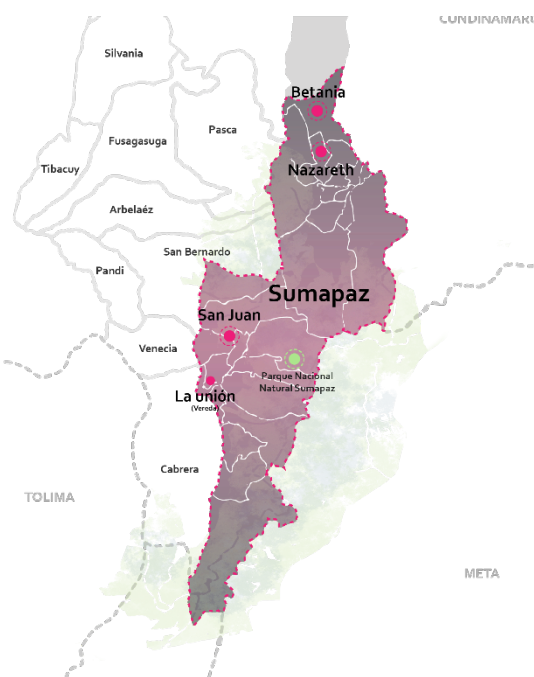 CUNDINAMAR
Silvania
Betania
Pasca
Fusagasuga
Tibacuy
Nazareth
Arbelaéz
San Bernardo
Pandi
Sumapaz
San Juan
Venecia
Parque Nacional
Natural Sumapaz
La unión
(Vereda)
Cabrera
TOLIMA
META